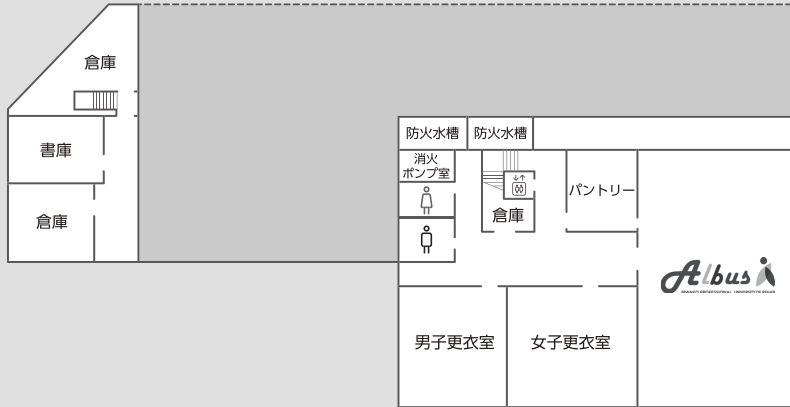 倉庫
防火水槽
防火水槽
消火
ポンプ室
書庫
パントリー
倉庫
倉庫
Albus
男子更衣室
女子更衣室